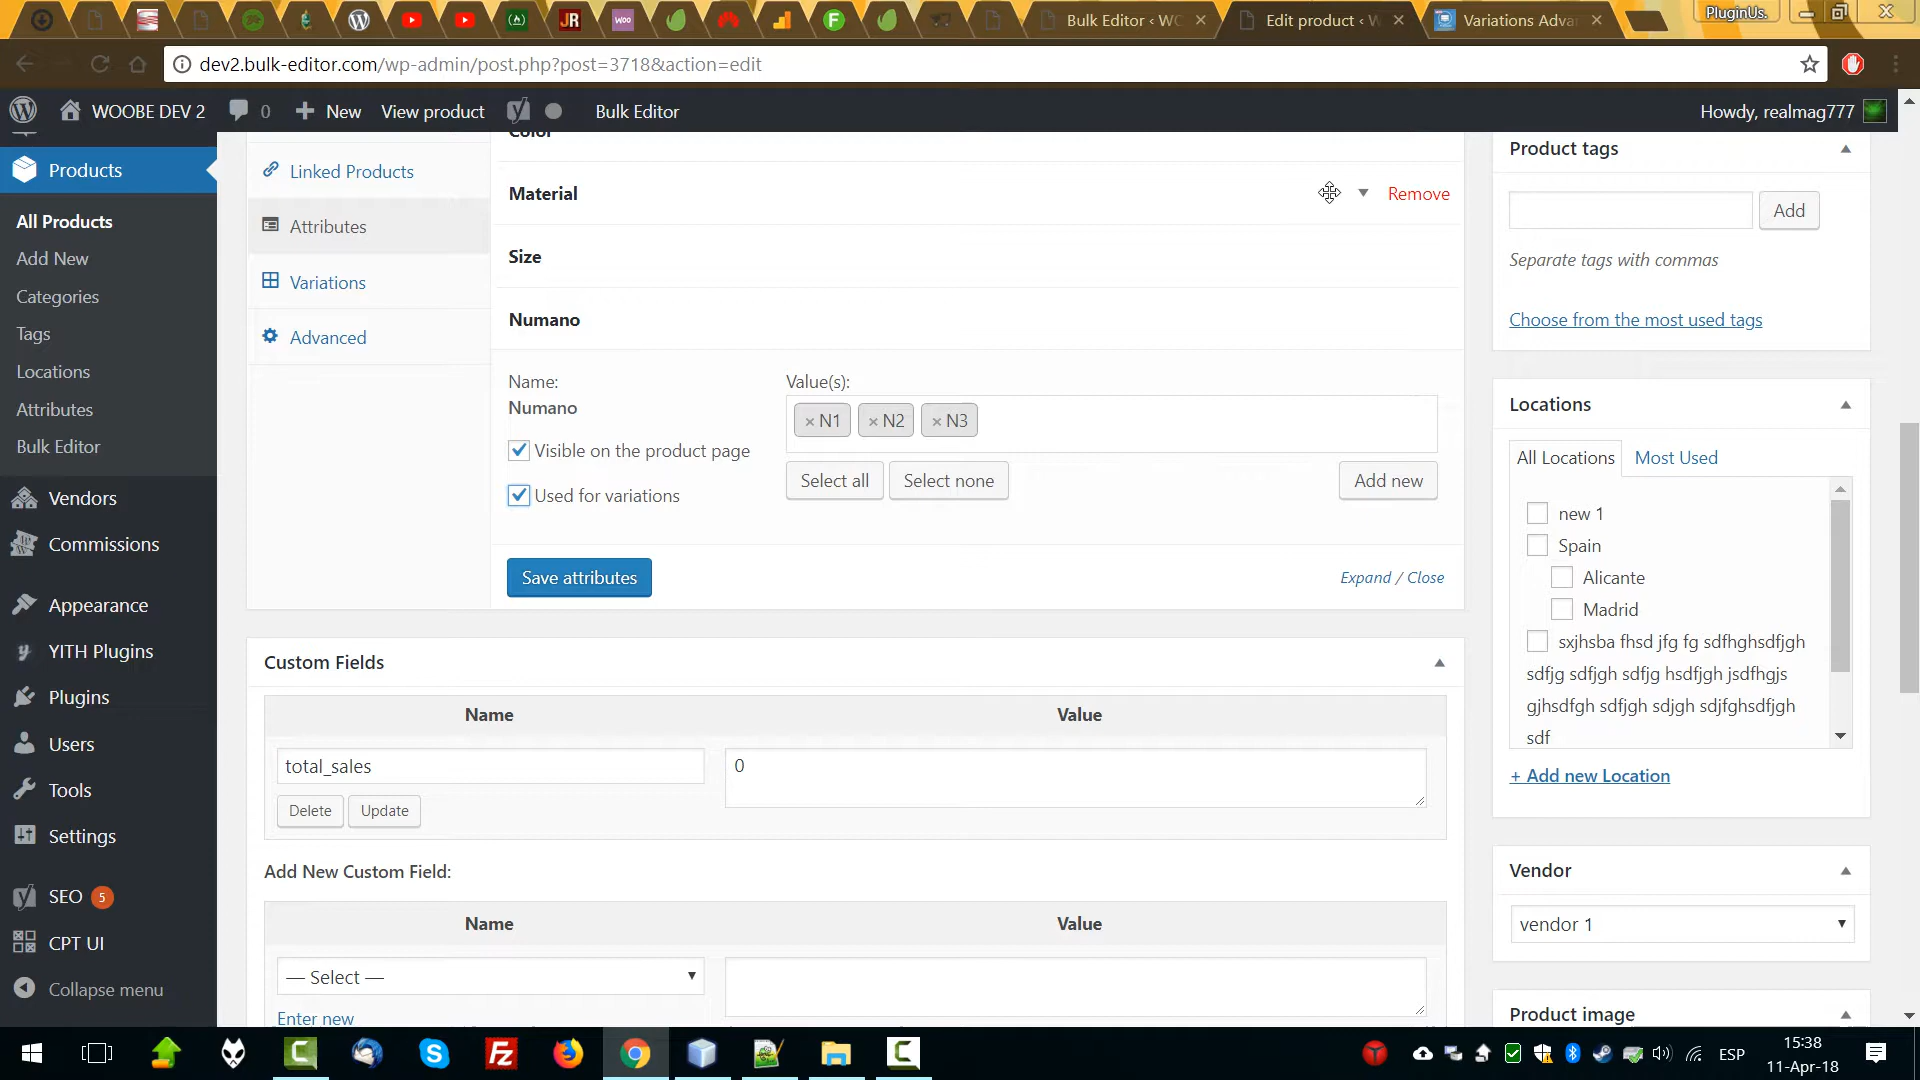 JR
woo
F
Bulk Editor ‹ WC
Edit product ‹ W
Variations Adva
PluginUs.
dev2.bulk-editor.com/wp-admin/post.php?post=3718&action=edit
WOOBE DEV 2
0
New
View product
Bulk Editor
Howdy, realmag777
Products
All Products
Add New
Categories
Tags
Locations
Attributes
Bulk Editor
Vendors
Commissions
Appearance
YITH Plugins
Plugins
Users
Tools
Settings
SEO 5
CPT UI
Collapse menu
Linked Products
Attributes
Variations
Advanced
Color
Material
Remove
Size
Numano
Name:
Numano
Visible on the product page
Used for variations
Value(s):
× N1 × N2 × N3
Select all
Select none
Add new
Save attributes
Expand / Close
Custom Fields
Name
Value
total_sales
0
Delete
Update
Add New Custom Field:
Name
Value
— Select —
Enter new
Product tags
Add
Separate tags with commas
Choose from the most used tags
Locations
All Locations
Most Used
new 1
Spain
Alicante
Madrid
sxjhsba fhsd jfg fg sdfhghsdfjgh
sdfjg sdfjgh sdfjg hsdfjgh jsdfhgjs
gjhsdfgh sdfjgh sdjgh sdjfghsdfjgh
sdf
+ Add new Location
Vendor
vendor 1
Product image
ESP
15:38
11-Apr-18